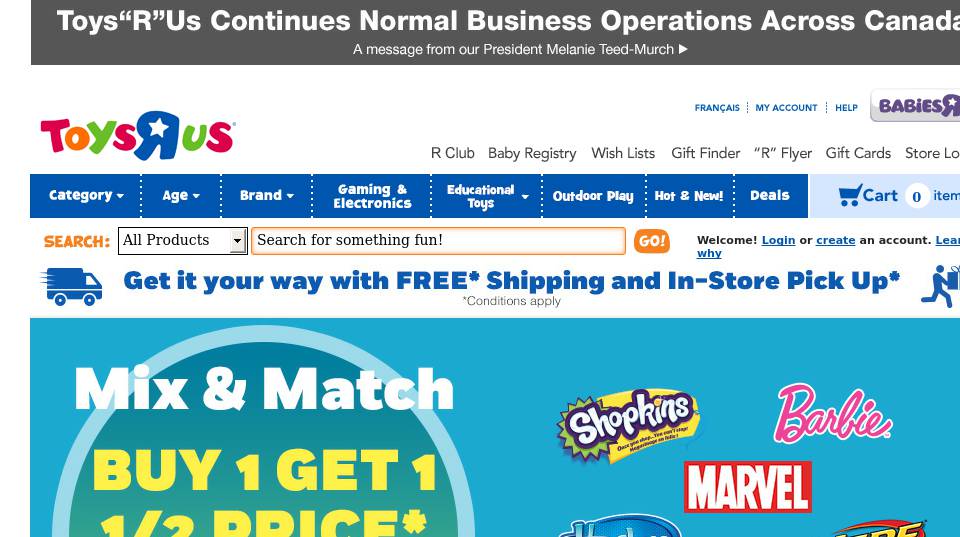 Toys“R”Us Continues Normal Business Operations Across Canada
A message from our President Melanie Teed-Murch ▶
FRANÇAIS MY ACCOUNT HELP
BABIESR
TOYSRUS
R Club Baby Registry Wish Lists Gift Finder “R” Flyer Gift Cards Store Lo
Category Age Brand Gaming & Electronics Educational Toys Outdoor Play Hot & New! Deals Cart 0 item
SEARCH: All Products Search for something fun! GO! Welcome! Login or create an account. Lear
why
Get it your way with FREE* Shipping and In-Store Pick Up*
*Conditions apply
Mix & Match
BUY 1 GET 1
1/2 PRICE*
Shopkins
Once you shop...You can't stop!
Barbie
MARVEL
NERF